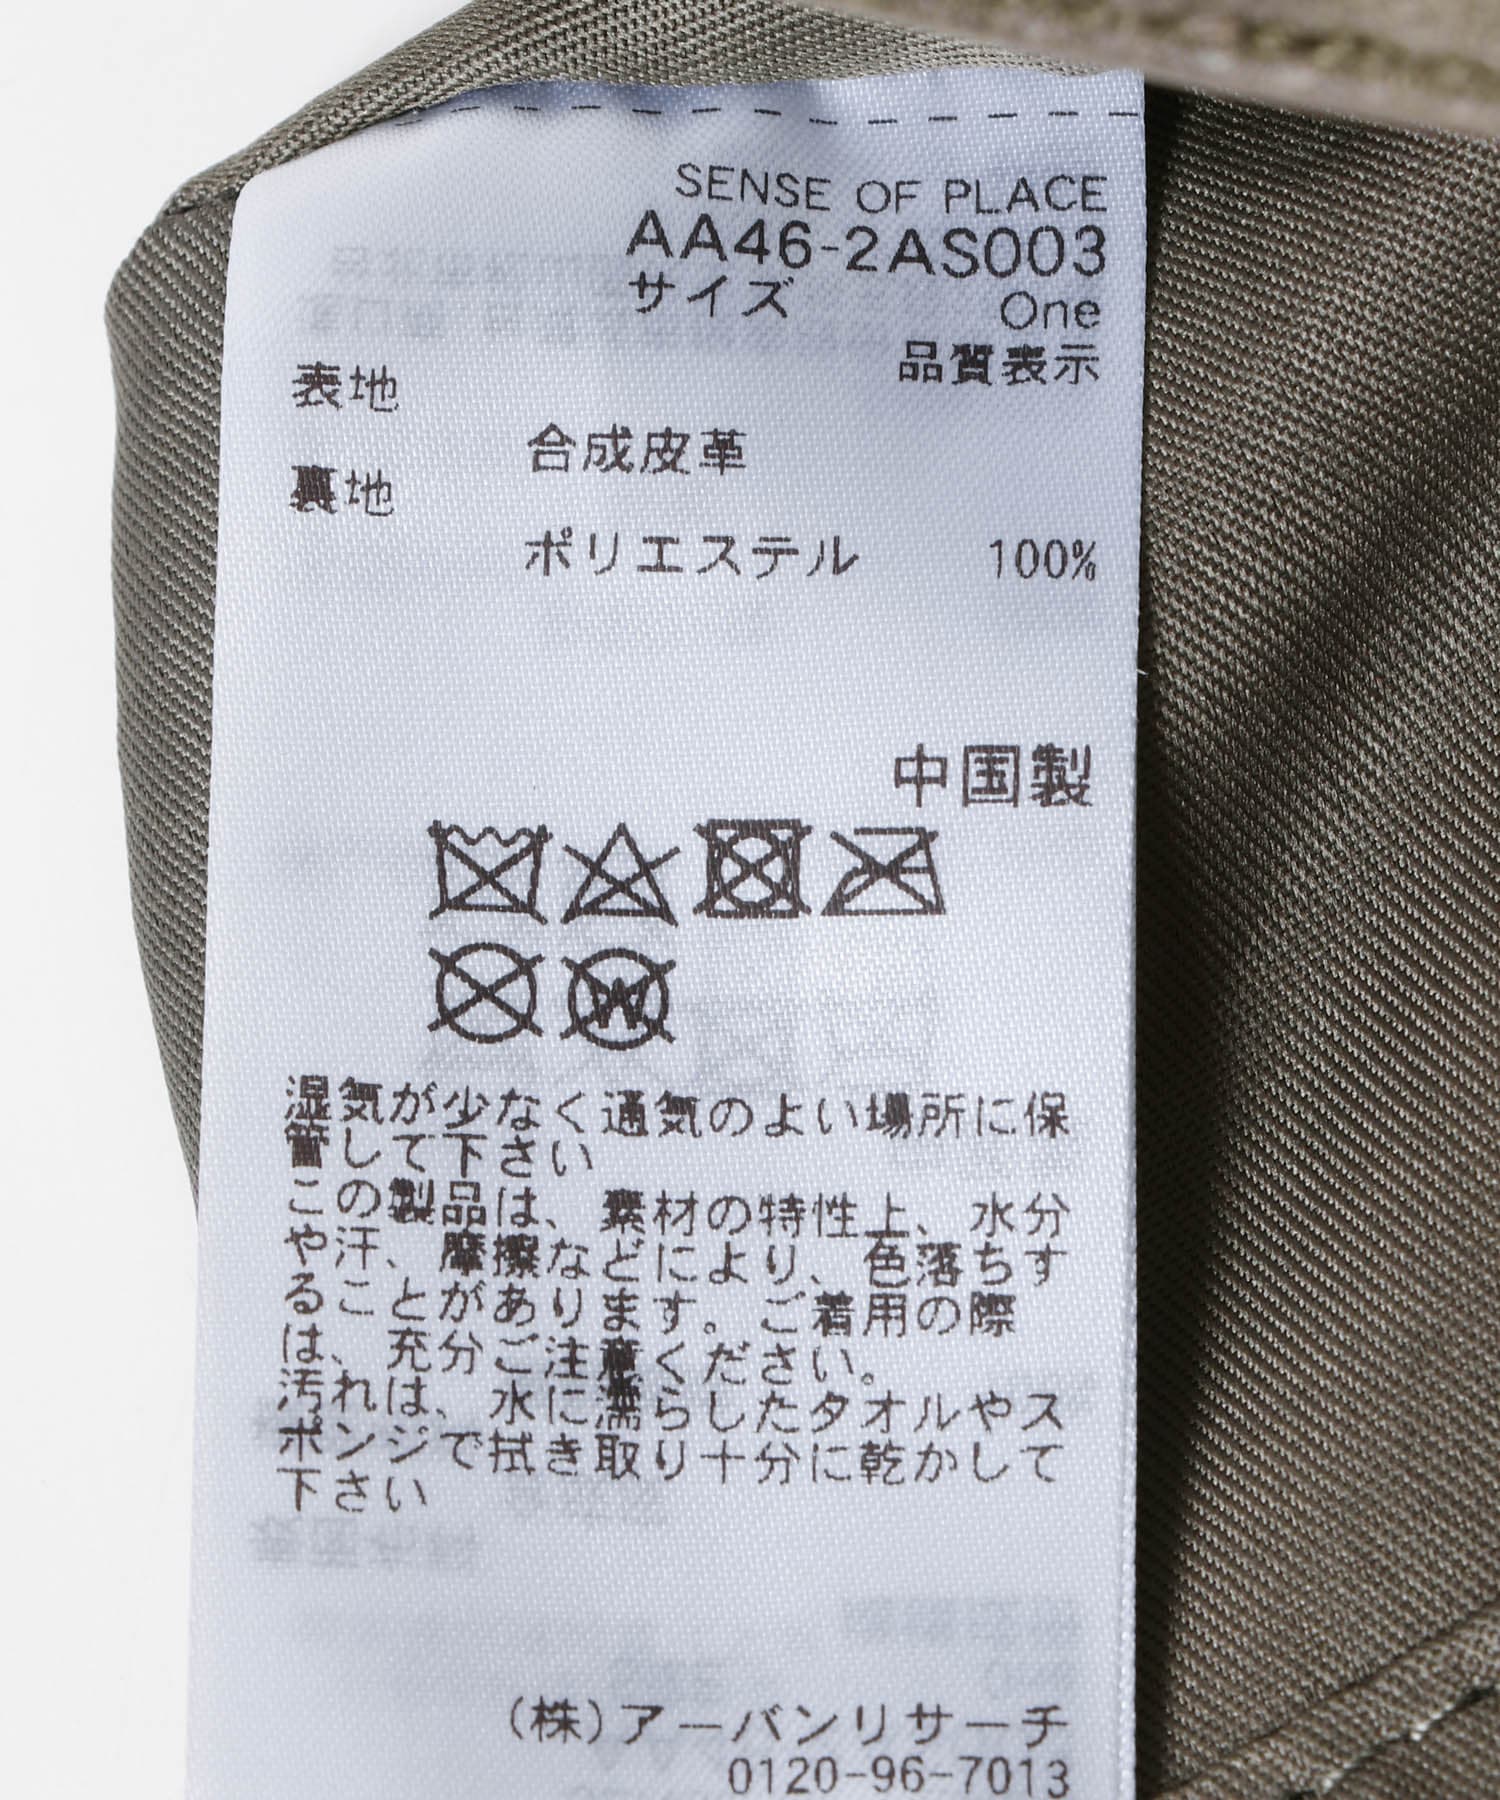 SENSE OF PLACE
AA46-2AS003
サイズ One
品質表示
表地
合成皮革
裏地
ポリエステル 100%
中国製
湿気が少なく通気のよい場所に保
管して下さい
この製品は、素材の特性上、水分
や汗、摩擦などにより、色落ちす
ること、とがあります。ご着用の際
は、充分ご注意ください。
汚れは、水に濡らしたタオルやス
ポンジで拭き取り十分に乾かして
下さい
(株)アーバンリサーチ
0120-96-7013